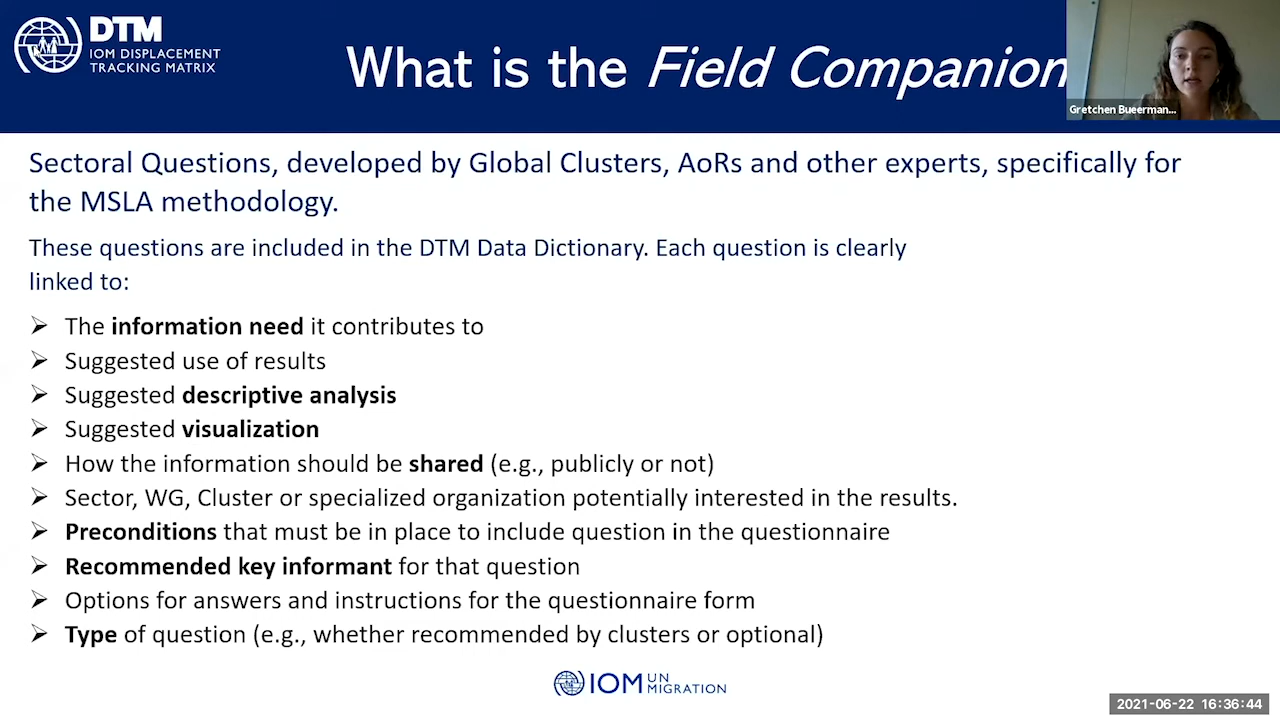 DTM
IOM DISPLACEMENT
TRACKING MATRIX
What is the Field Companion
Gretchen Bueerman...
Sectoral Questions, developed by Global Clusters, AoRs and other experts, specifically for
the MSLA methodology.
These questions are included in the DTM Data Dictionary. Each question is clearly
linked to:
➢ The information need it contributes to
➢ Suggested use of results
➢ Suggested descriptive analysis
➢ Suggested visualization
➢ How the information should be shared (e.g., publicly or not)
➢ Sector, WG, Cluster or specialized organization potentially interested in the results.
➢ Preconditions that must be in place to include question in the questionnaire
➢ Recommended key informant for that question
➢ Options for answers and instructions for the questionnaire form
➢ Type of question (e.g., whether recommended by clusters or optional)
IOM UN MIGRATION
2021-06-22 16:36:44